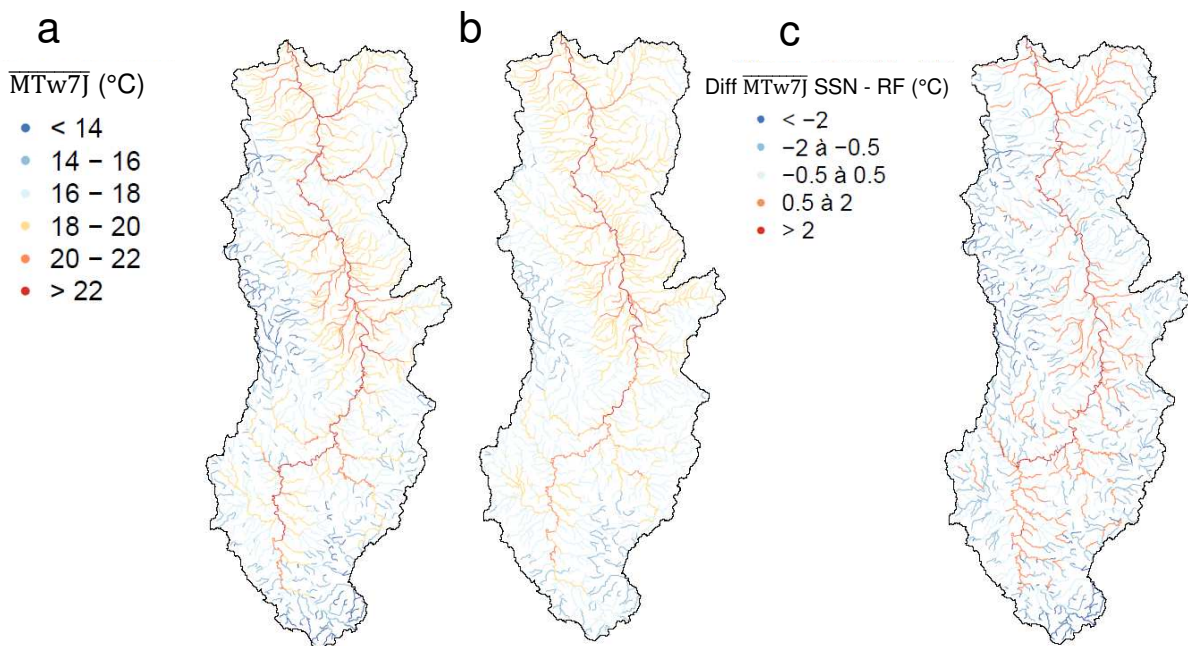 a
b
c
MTw7J (°C)
< 14
14 – 16
16 – 18
18 – 20
20 – 22
> 22
Diff MTw7J SSN - RF (°C)
< −2
−2 à −0.5
−0.5 à 0.5
0.5 à 2
> 2